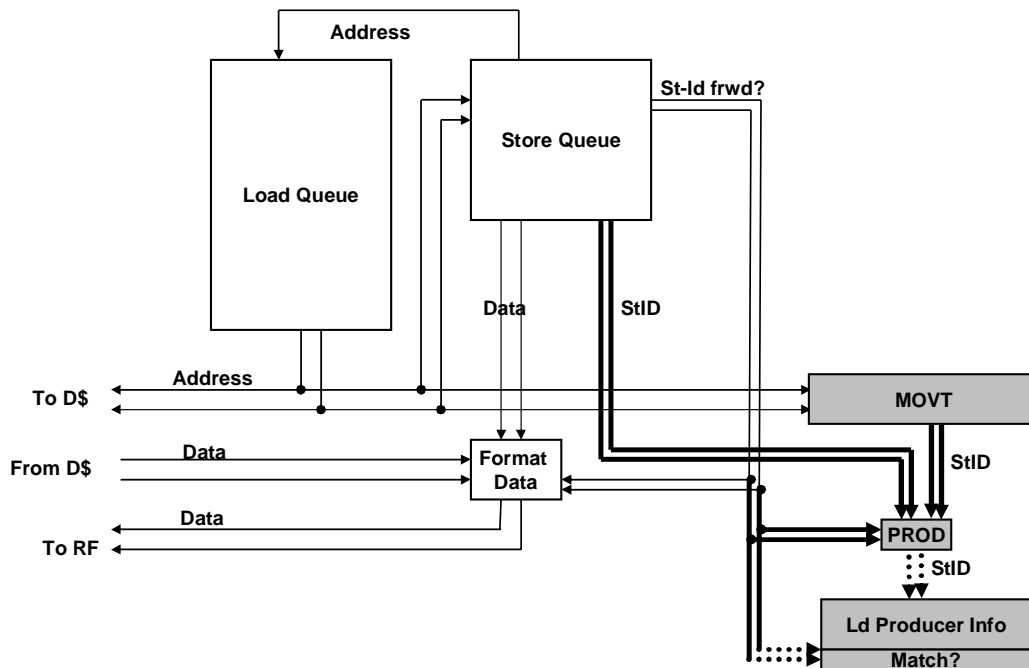 Address
St-ld frwd?
Store Queue
Load Queue
Data
StID
Address
To D$
MOVT
Data
From D$
Format
Data
StID
Data
To RF
PROD
StID
Ld Producer Info
Match?